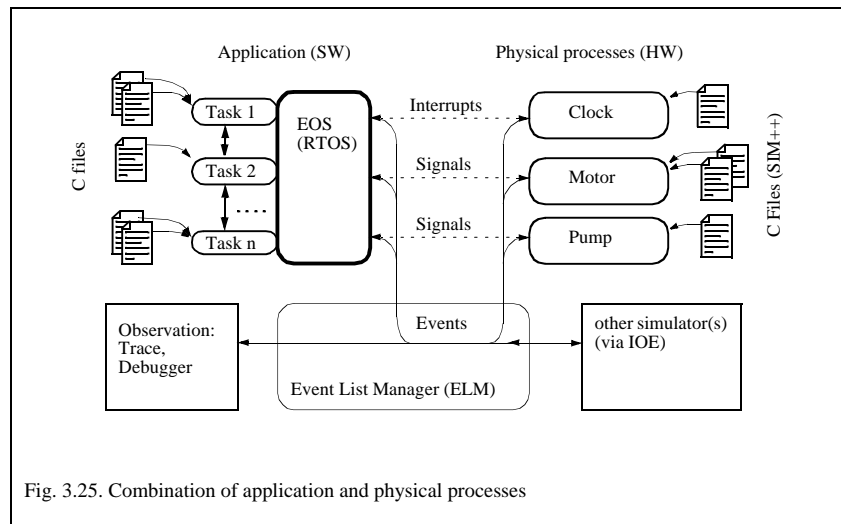 Application (SW)
Physical processes (HW)
C files
Task 1
Task 2
....
Task n
EOS
(RTOS)
Interrupts
Signals
Signals
Clock
Motor
Pump
C Files (SIM++)
Observation:
Trace,
Debugger
Events
Event List Manager (ELM)
other simulator(s)
(via IOE)
Fig. 3.25. Combination of application and physical processes